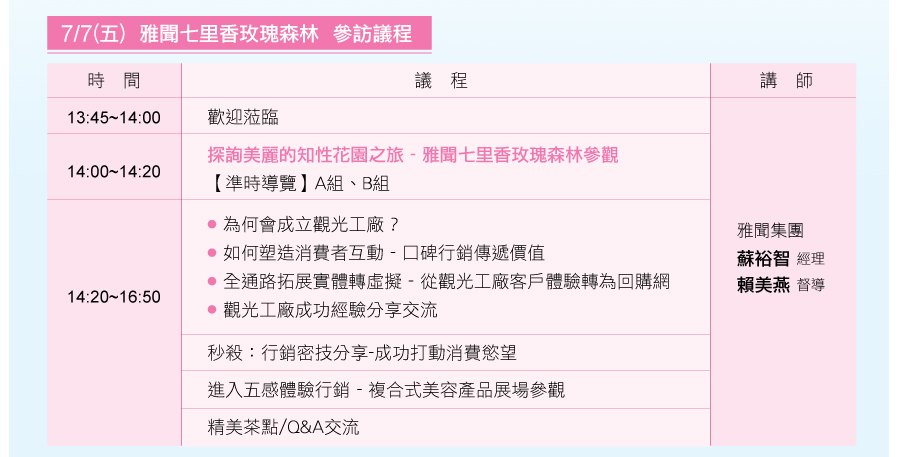 7/7(五) 雅聞七里香玫瑰森林 參訪議程
時 間
議 程
講 師
13:45~14:00
歡迎蒞臨
14:00~14:20
探詢美麗的知性花園之旅 - 雅聞七里香玫瑰森林參觀
【準時導覽】A組、B組
14:20~16:50
● 為何會成立觀光工廠？
● 如何塑造消費者互動 - 口碑行銷傳遞價值
● 全通路拓展實體轉虛擬 - 從觀光工廠客戶體驗轉為回購網
● 觀光工廠成功經驗分享交流
秒殺：行銷密技分享-成功打動消費慾望
進入五感體驗行銷 - 複合式美容產品展場參觀
精美茶點/Q&A交流
雅聞集團
蘇裕智 經理
賴美燕 督導